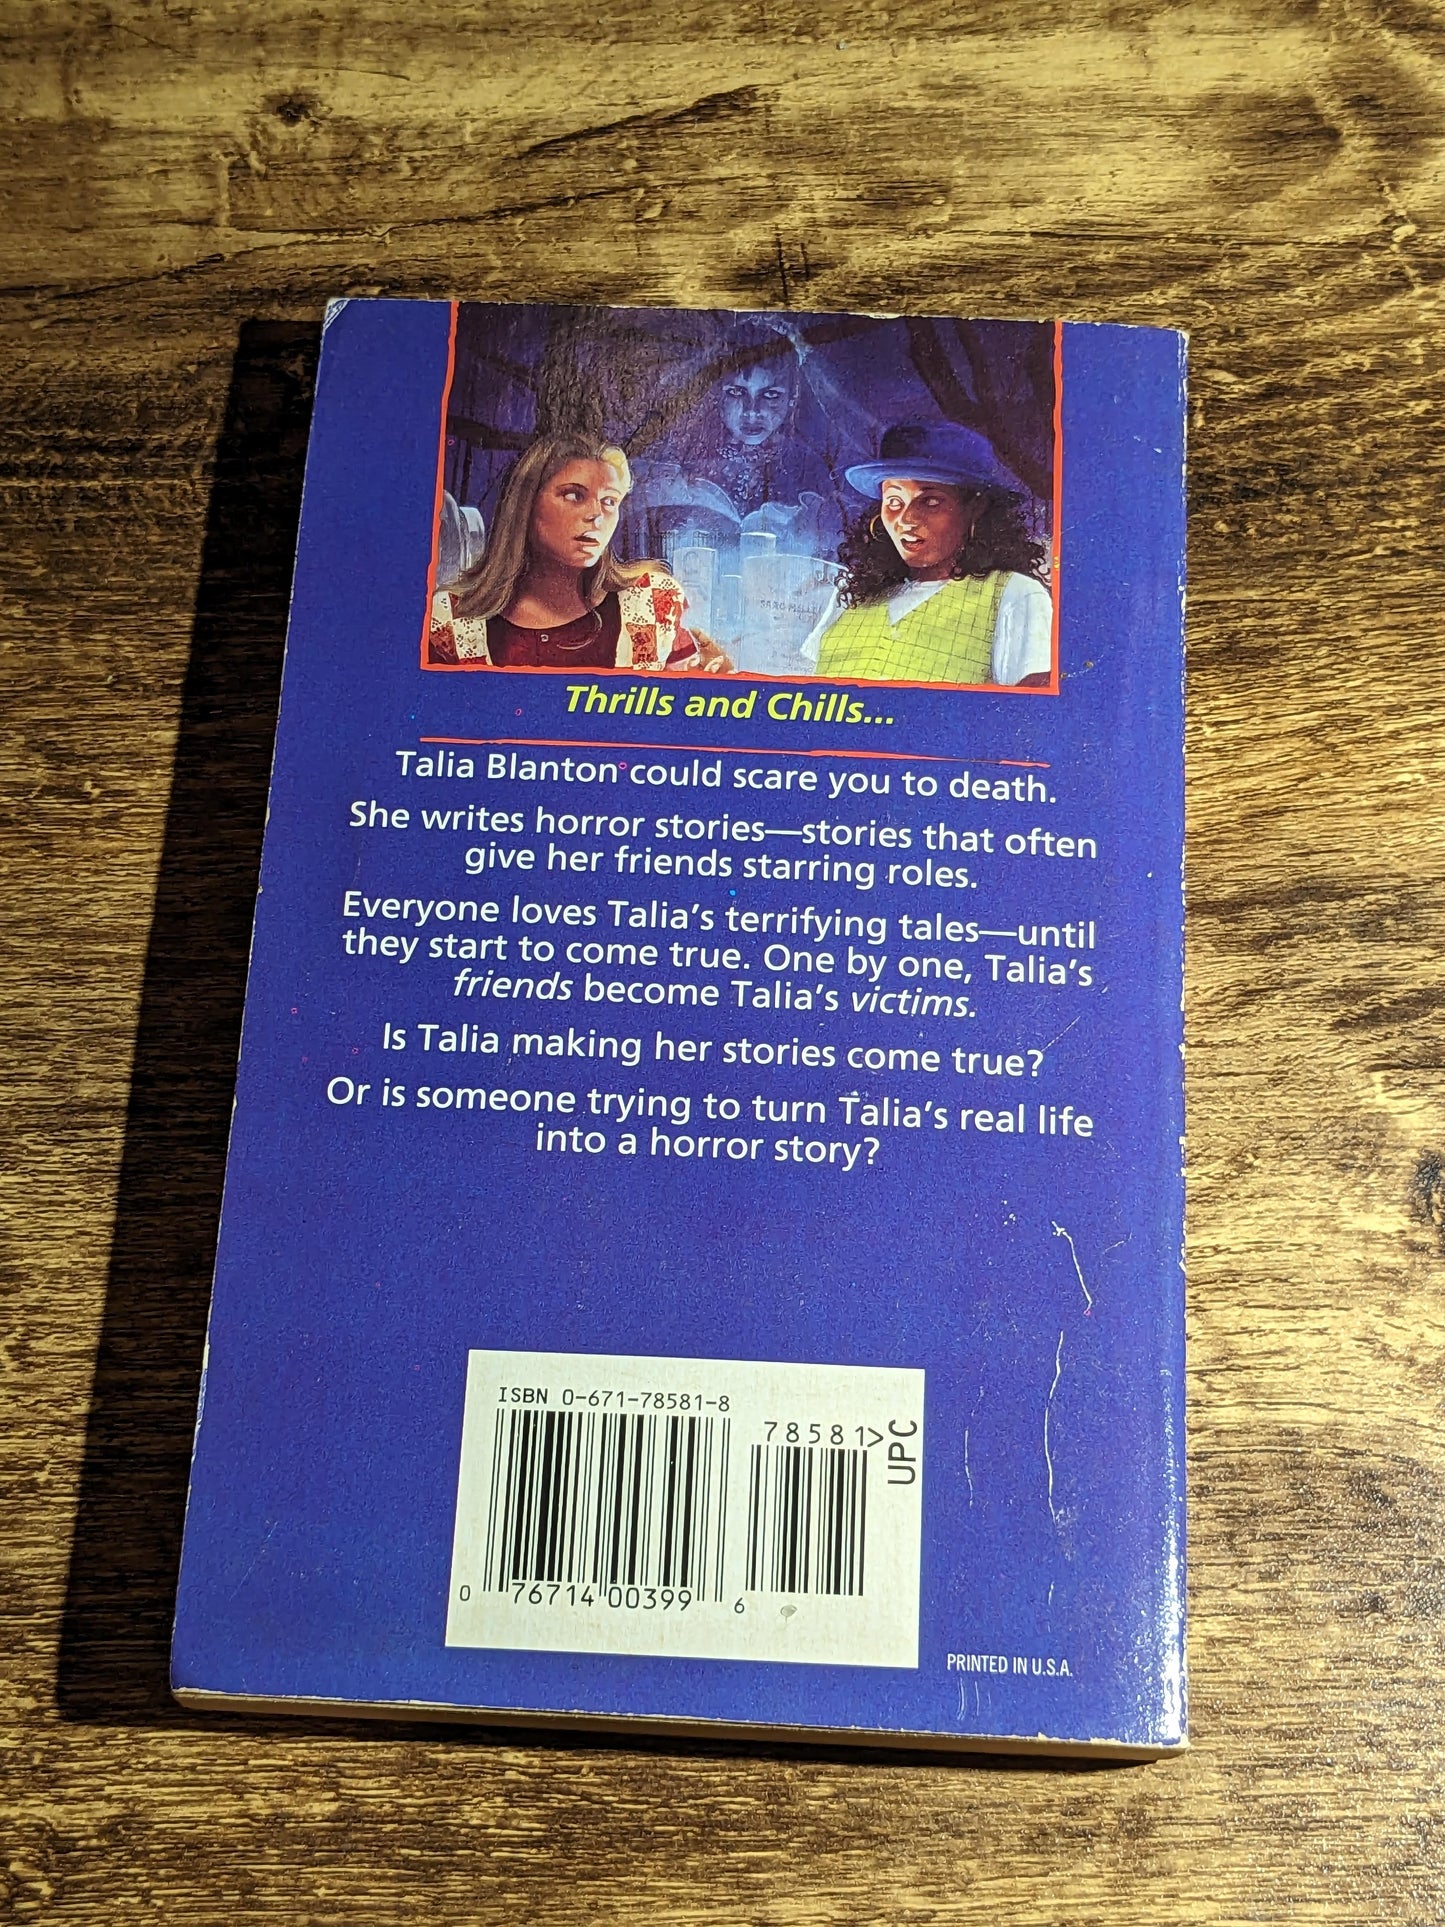 Thrills and Chills...
Talia Blanton could scare you to death.
She writes horror stories—stories that often
give her friends starring roles.
Everyone loves Talia's terrifying tales—until
they start to come true. One by one, Talia's
friends become Talia's victims.
Is Talia making her stories come true?
Or is someone trying to turn Talia's real life
into a horror story?
ISBN 0-671-78581-8
78581>
UPC
0 76714 00399 6
PRINTED IN U.S.A.